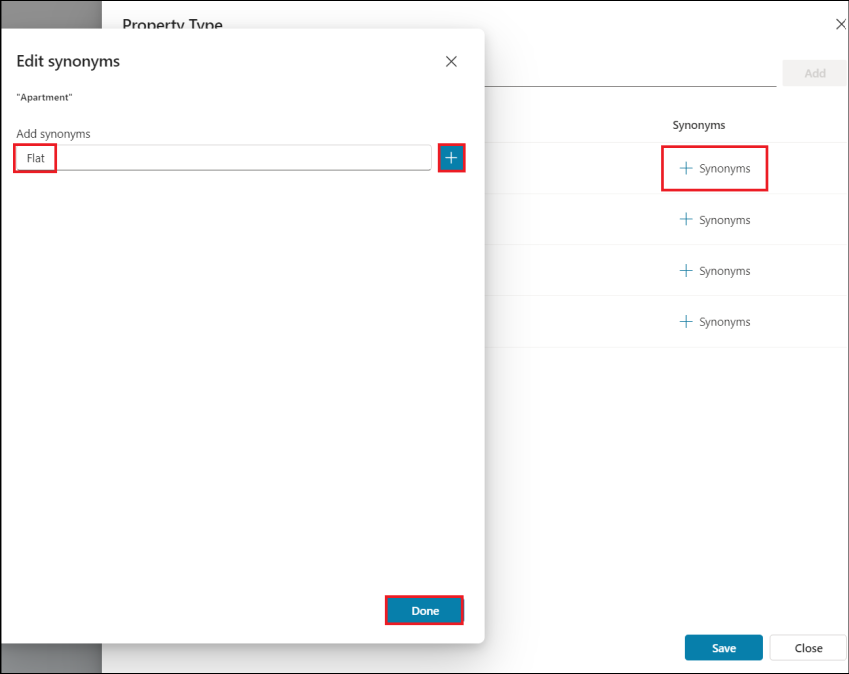 Property Type
Edit synonyms
"Apartment"
Add synonyms
Flat
Done
Add
Synonyms
Synonyms
Synonyms
Synonyms
Synonyms
Save
Close